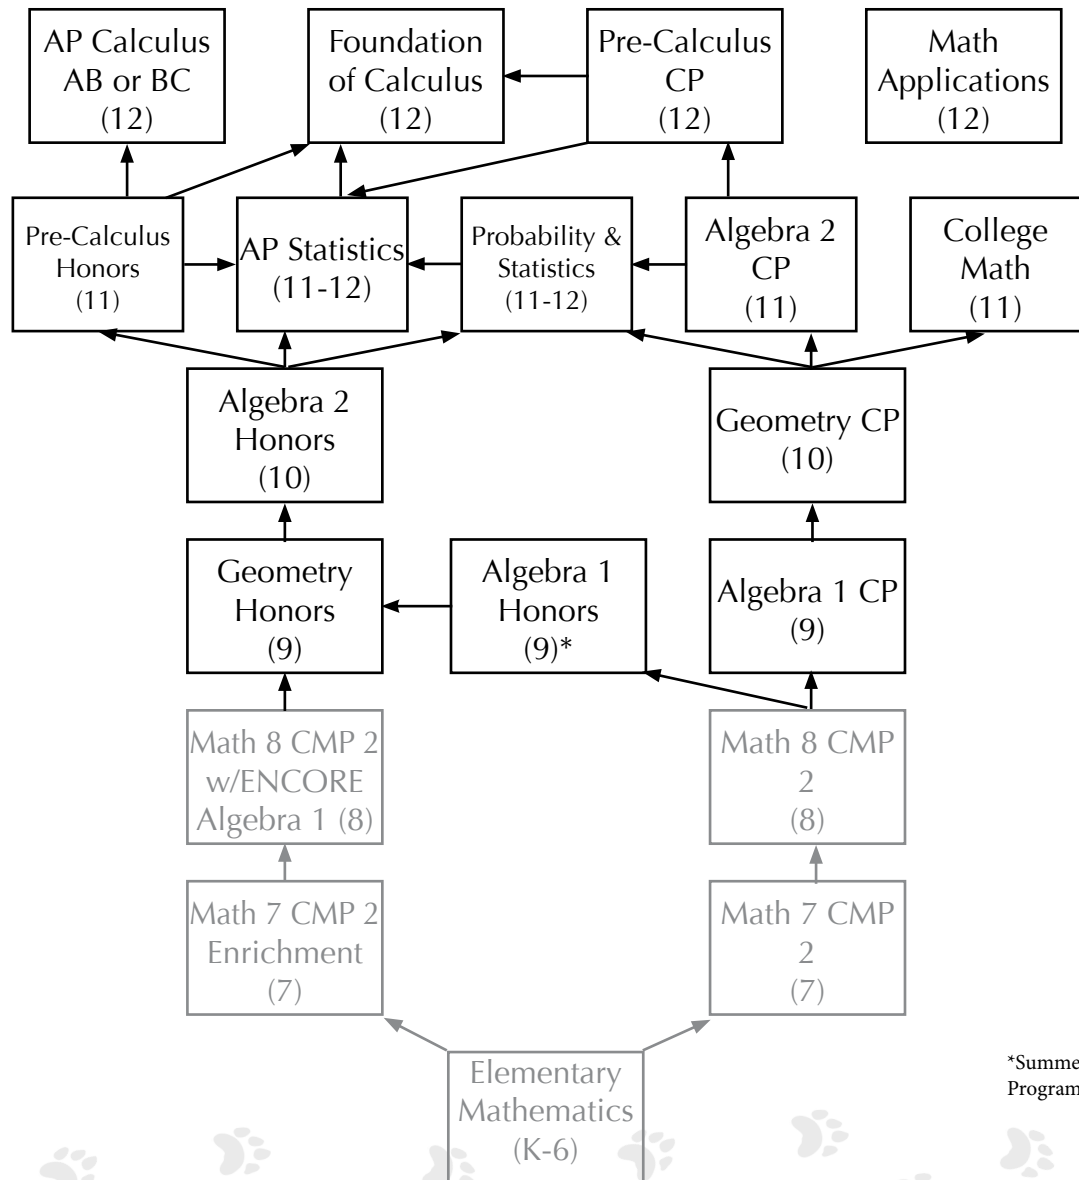 AP Calculus
AB or BC
(12)
Foundation
of Calculus
(12)
Pre-Calculus
CP
(12)
Math
Applications
(12)
Pre-Calculus
Honors
(11)
AP Statistics
(11-12)
Probability &
Statistics
(11-12)
Algebra 2
CP
(11)
College
Math
(11)
Algebra 2
Honors
(10)
Geometry CP
(10)
Geometry
Honors
(9)
Algebra 1
Honors
(9)*
Algebra 1 CP
(9)
Math 8 CMP 2
w/ENCORE
Algebra 1 (8)
Math 8 CMP
2
(8)
Math 7 CMP 2
Enrichment
(7)
Math 7 CMP
2
(7)
Elementary
Mathematics
(K-6)
*Summe
Program